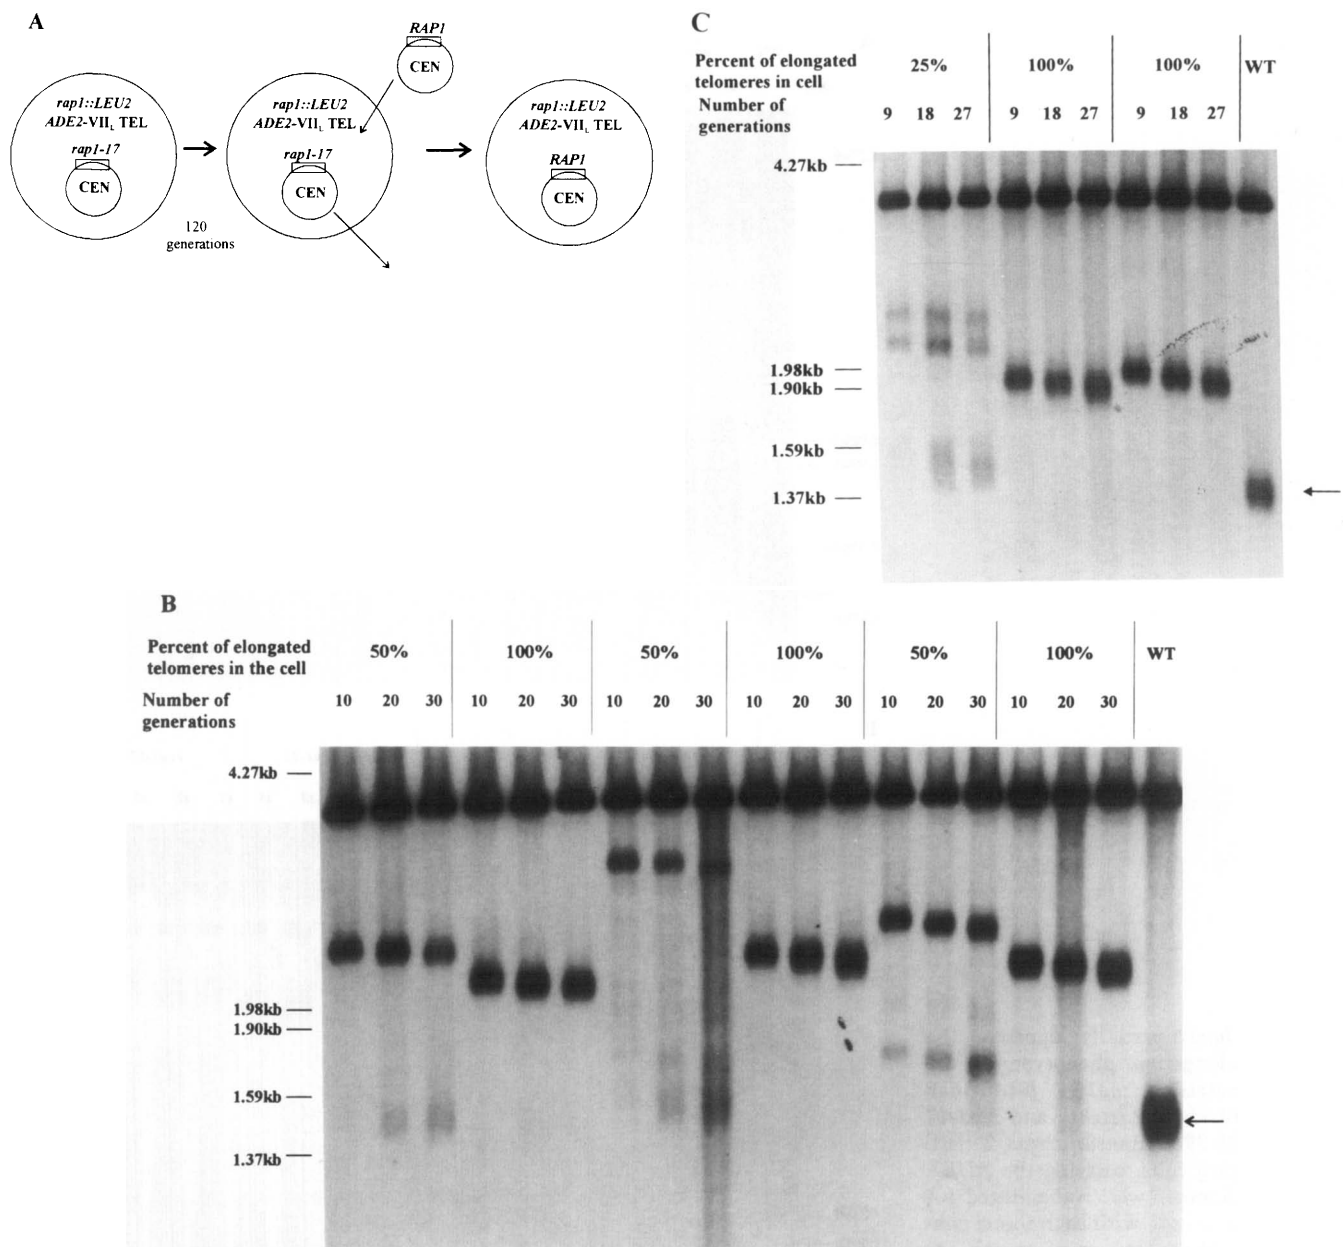 A
RAP1
CEN
rap1::LEU2
ADE2-VIIL TEL
rap1-17
CEN
120
generations
rap1::LEU2
ADE2-VIIL TEL
rap1-17
CEN
rap1::LEU2
ADE2-VIIL TEL
RAP1
CEN
C
Percent of elongated
telomeres in cell
25% 100% 100% WT
Number of
generations
9 18 27 9 18 27 9 18 27
4.27kb
1.98kb
1.90kb
1.59kb
1.37kb
B
Percent of elongated
telomeres in the cell
50% 100% 50% 100% 50% 100% WT
Number of
generations
10 20 30 10 20 30 10 20 30 10 20 30 10 20 30 10 20 30
4.27kb
1.98kb
1.90kb
1.59kb
1.37kb